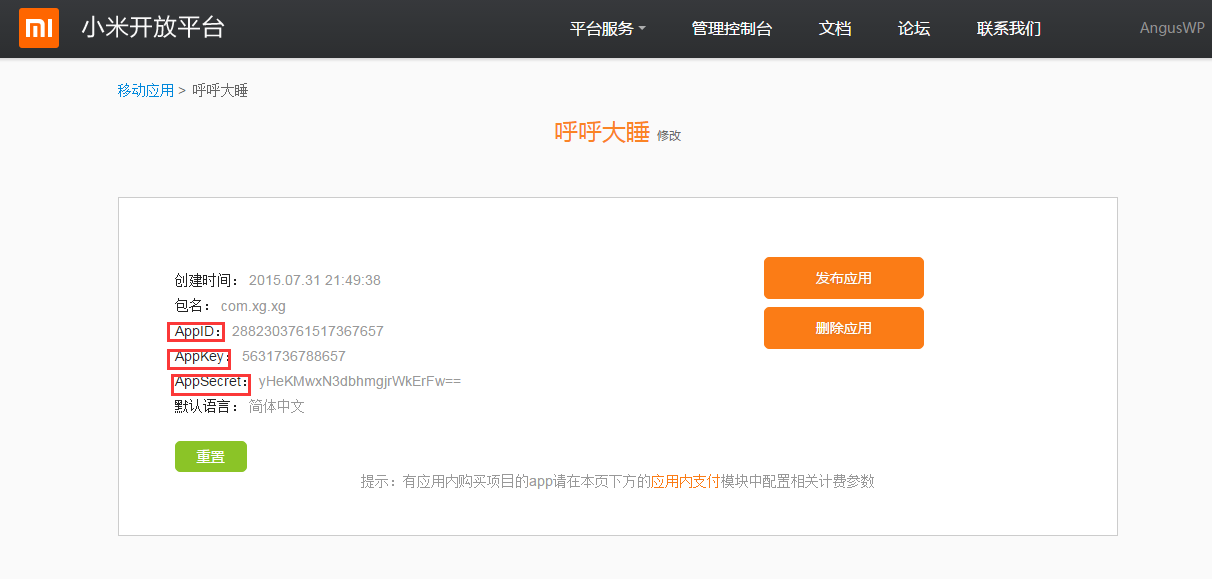 小米开放平台 平台服务 管理控制台 文档 论坛 联系我们 AngusWP
移动应用 > 呼呼大睡
呼呼大睡 修改
创建时间： 2015.07.31 21:49:38
发布应用
包名： com.xg.xg
AppID： 2882303761517367657
删除应用
AppKey： 5631736788657
AppSecret： yHeKMwxN3dbhmgjrWkErFw==
默认语言： 简体中文
重置
提示：有应用内购买项目的app请在本页下方的应用内支付模块中配置相关计费参数